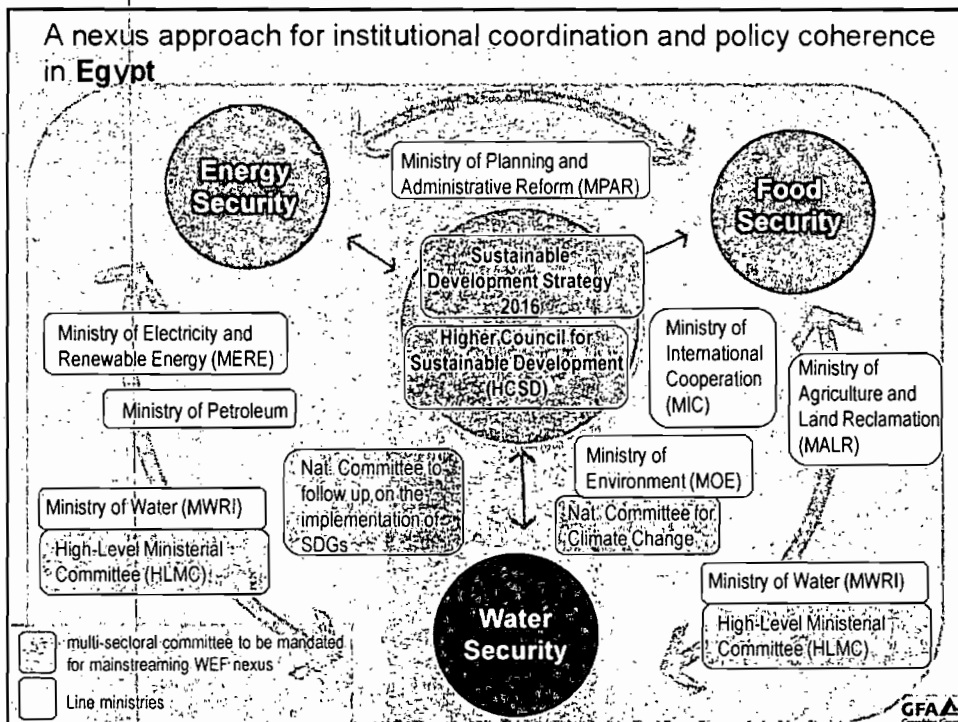 A nexus approach for institutional coordination and policy coherence
in Egypt
Energy
Security
Ministry of Planning and
Administrative Reform (MPAR)
Food
Security
Sustainable
Development Strategy
2016
Higher Council for
Sustainable Development
(HCSD)
Ministry of Electricity and
Renewable Energy (MERE)
Ministry of Petroleum
Ministry of
International
Cooperation
(MIC)
Ministry of
Agriculture and
Land Reclamation
(MALR)
Nat. Committee to
follow up on the
implementation of
SDGs
Ministry of
Environment (MOE)
Nat. Committee for
Climate Change
Ministry of Water (MWRI)
High-Level Ministerial
Committee (HLMC)
Water
Security
Ministry of Water (MWRI)
High-Level Ministerial
Committee (HLMC)
multi-sectoral committee to be mandated
for mainstreaming WEF nexus
Line ministries
GFA